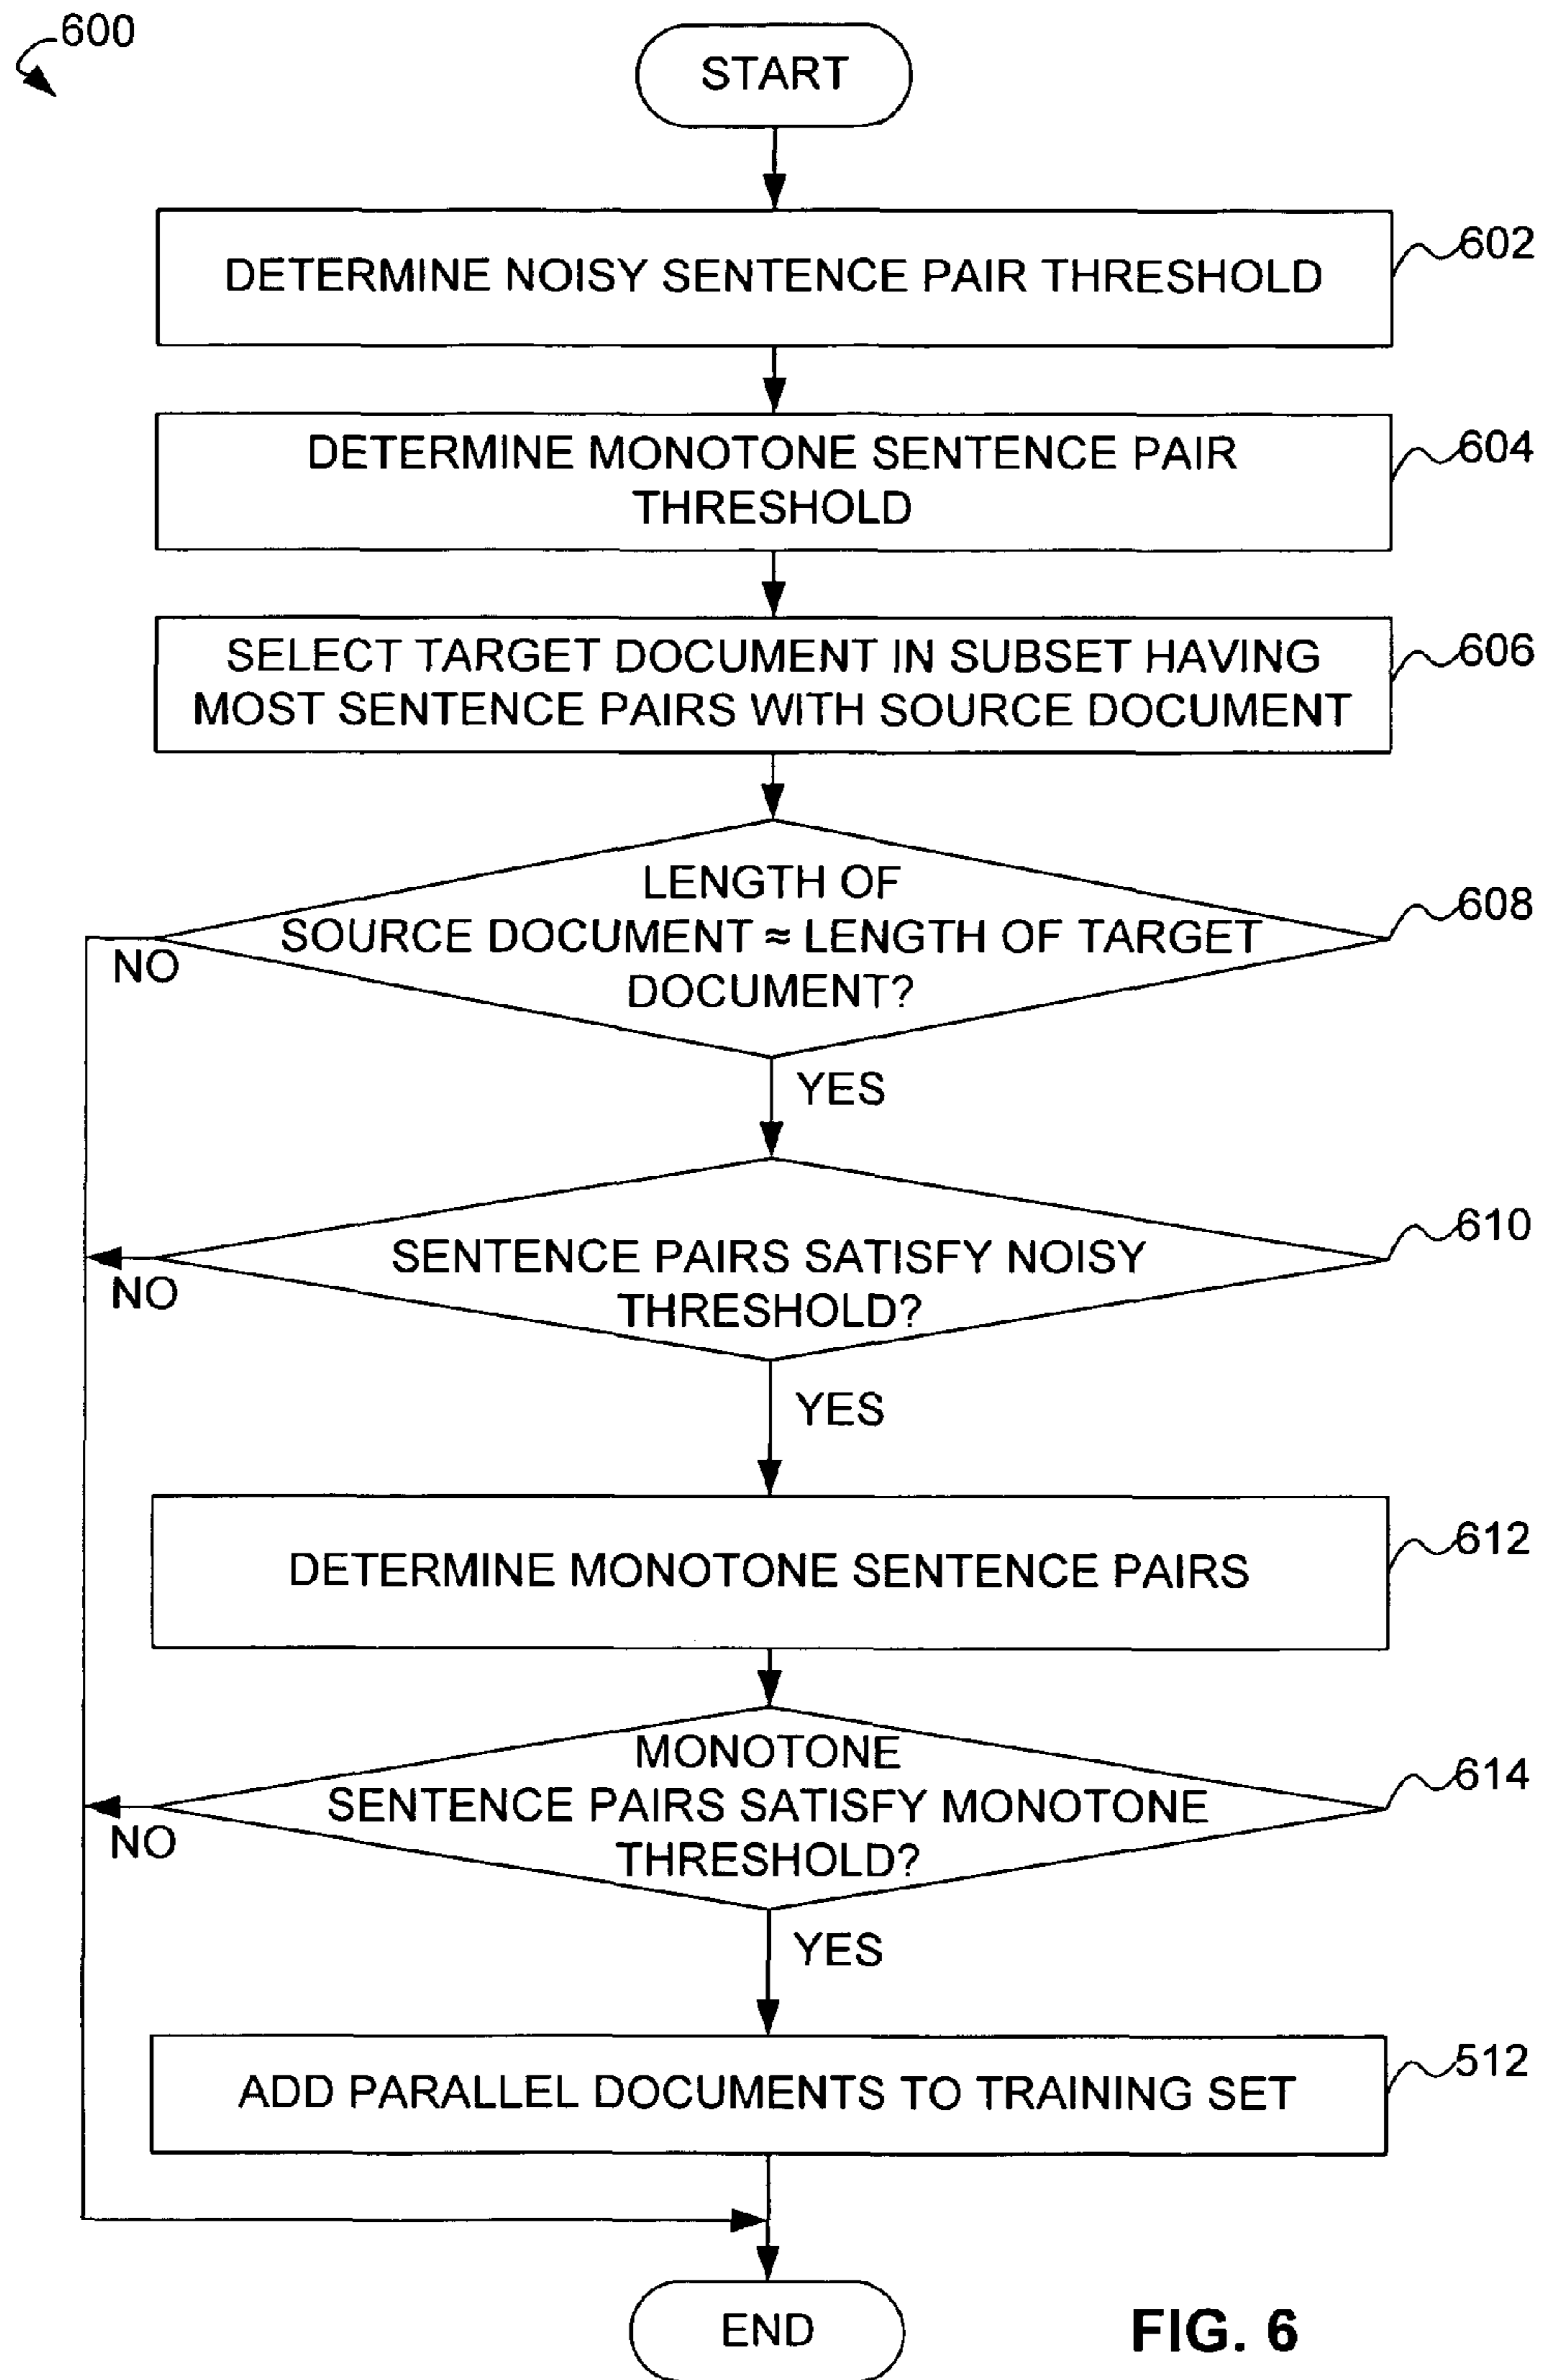 600
START
DETERMINE NOISY SENTENCE PAIR THRESHOLD
602
DETERMINE MONOTONE SENTENCE PAIR
THRESHOLD
604
SELECT TARGET DOCUMENT IN SUBSET HAVING
MOST SENTENCE PAIRS WITH SOURCE DOCUMENT
606
LENGTH OF
SOURCE DOCUMENT ≈ LENGTH OF TARGET
DOCUMENT?
608
NO
YES
SENTENCE PAIRS SATISFY NOISY
THRESHOLD?
610
NO
YES
DETERMINE MONOTONE SENTENCE PAIRS
612
MONOTONE
SENTENCE PAIRS SATISFY MONOTONE
THRESHOLD?
614
NO
YES
ADD PARALLEL DOCUMENTS TO TRAINING SET
512
END
FIG. 6